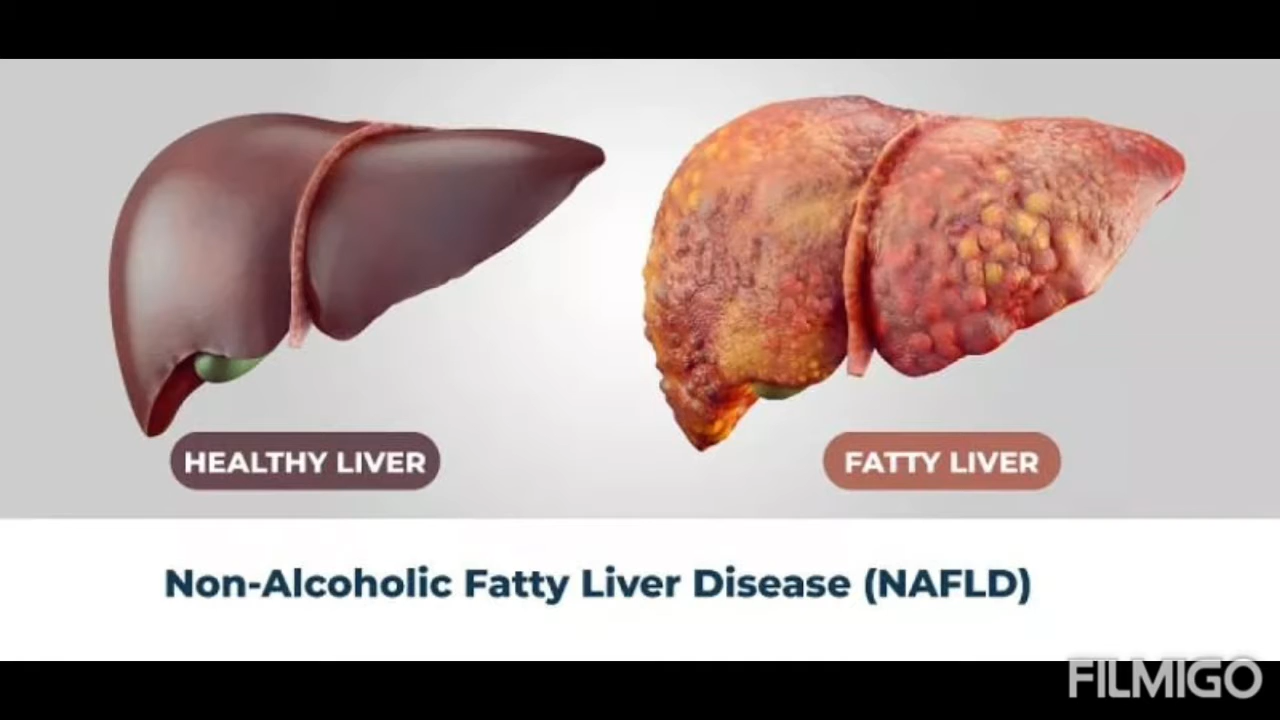 HEALTHY LIVER
FATTY LIVER
Non-Alcoholic Fatty Liver Disease (NAFLD)
FILMIGO